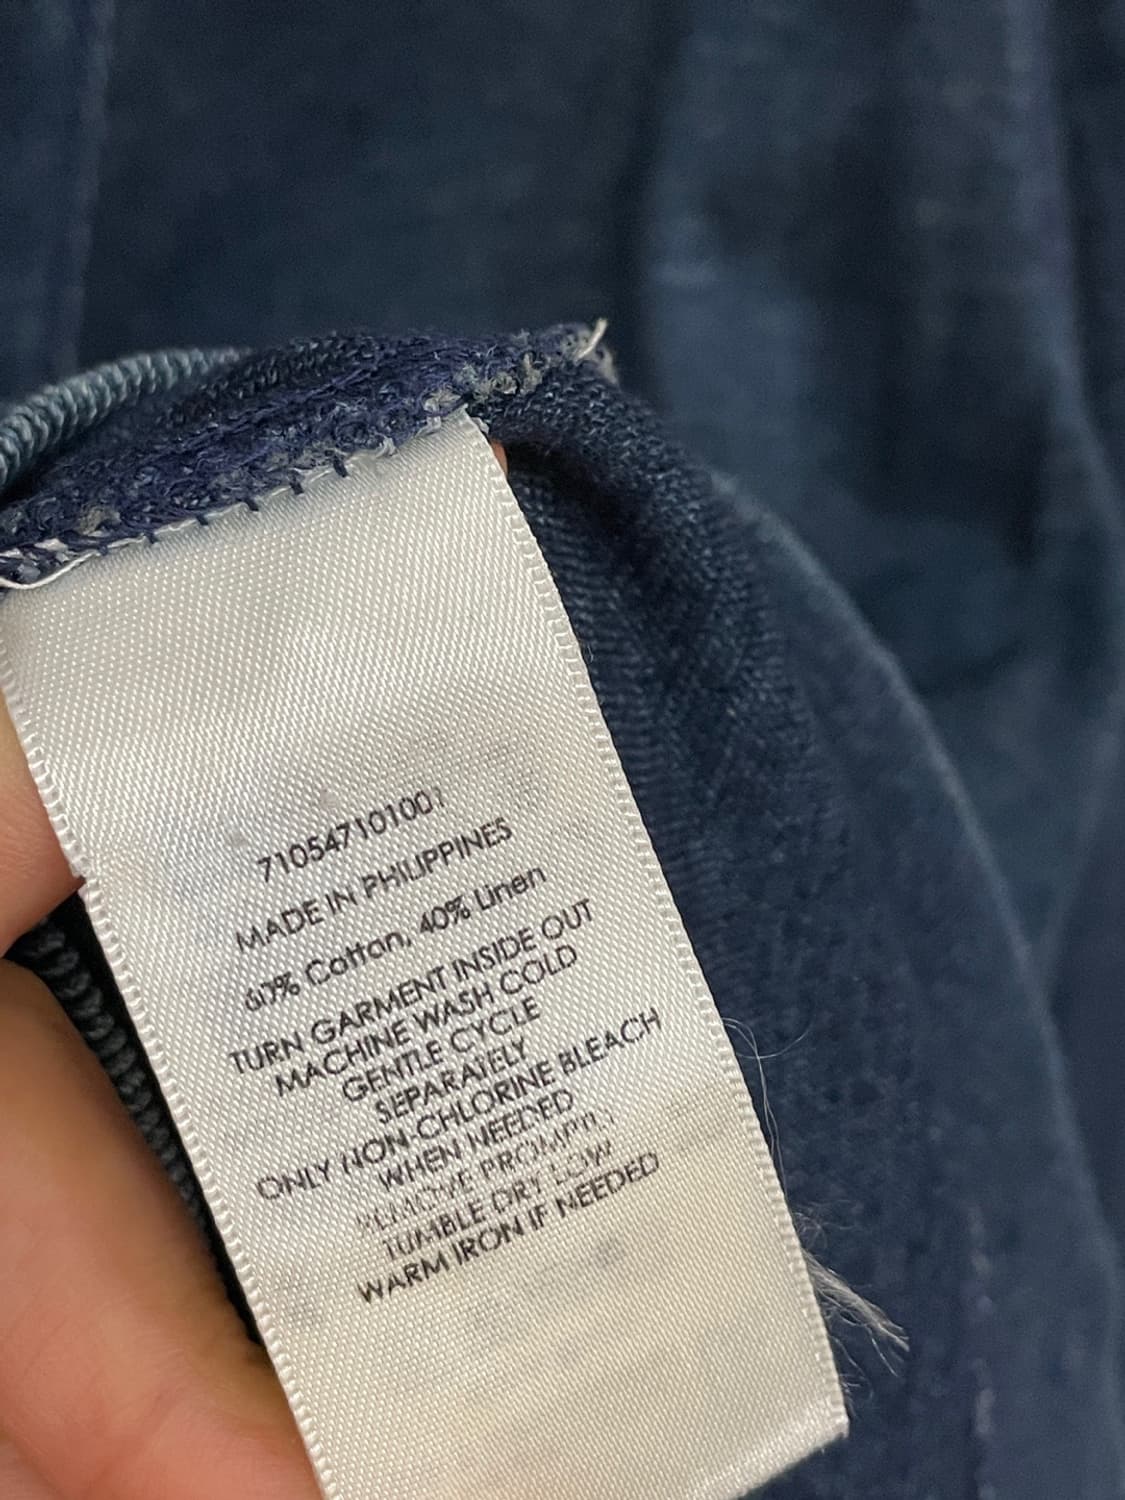 710547101001
MADE IN PHILIPPINES
60% Cotton, 40% Linen
TURN GARMENT INSIDE OUT
MACHINE WASH COLD
GENTLE CYCLE
SEPARATELY
ONLY NON-CHLORINE BLEACH
WHEN NEEDED
REMOVE PROMPTLY
TUMBLE DRY LOW
WARM IRON IF NEEDED